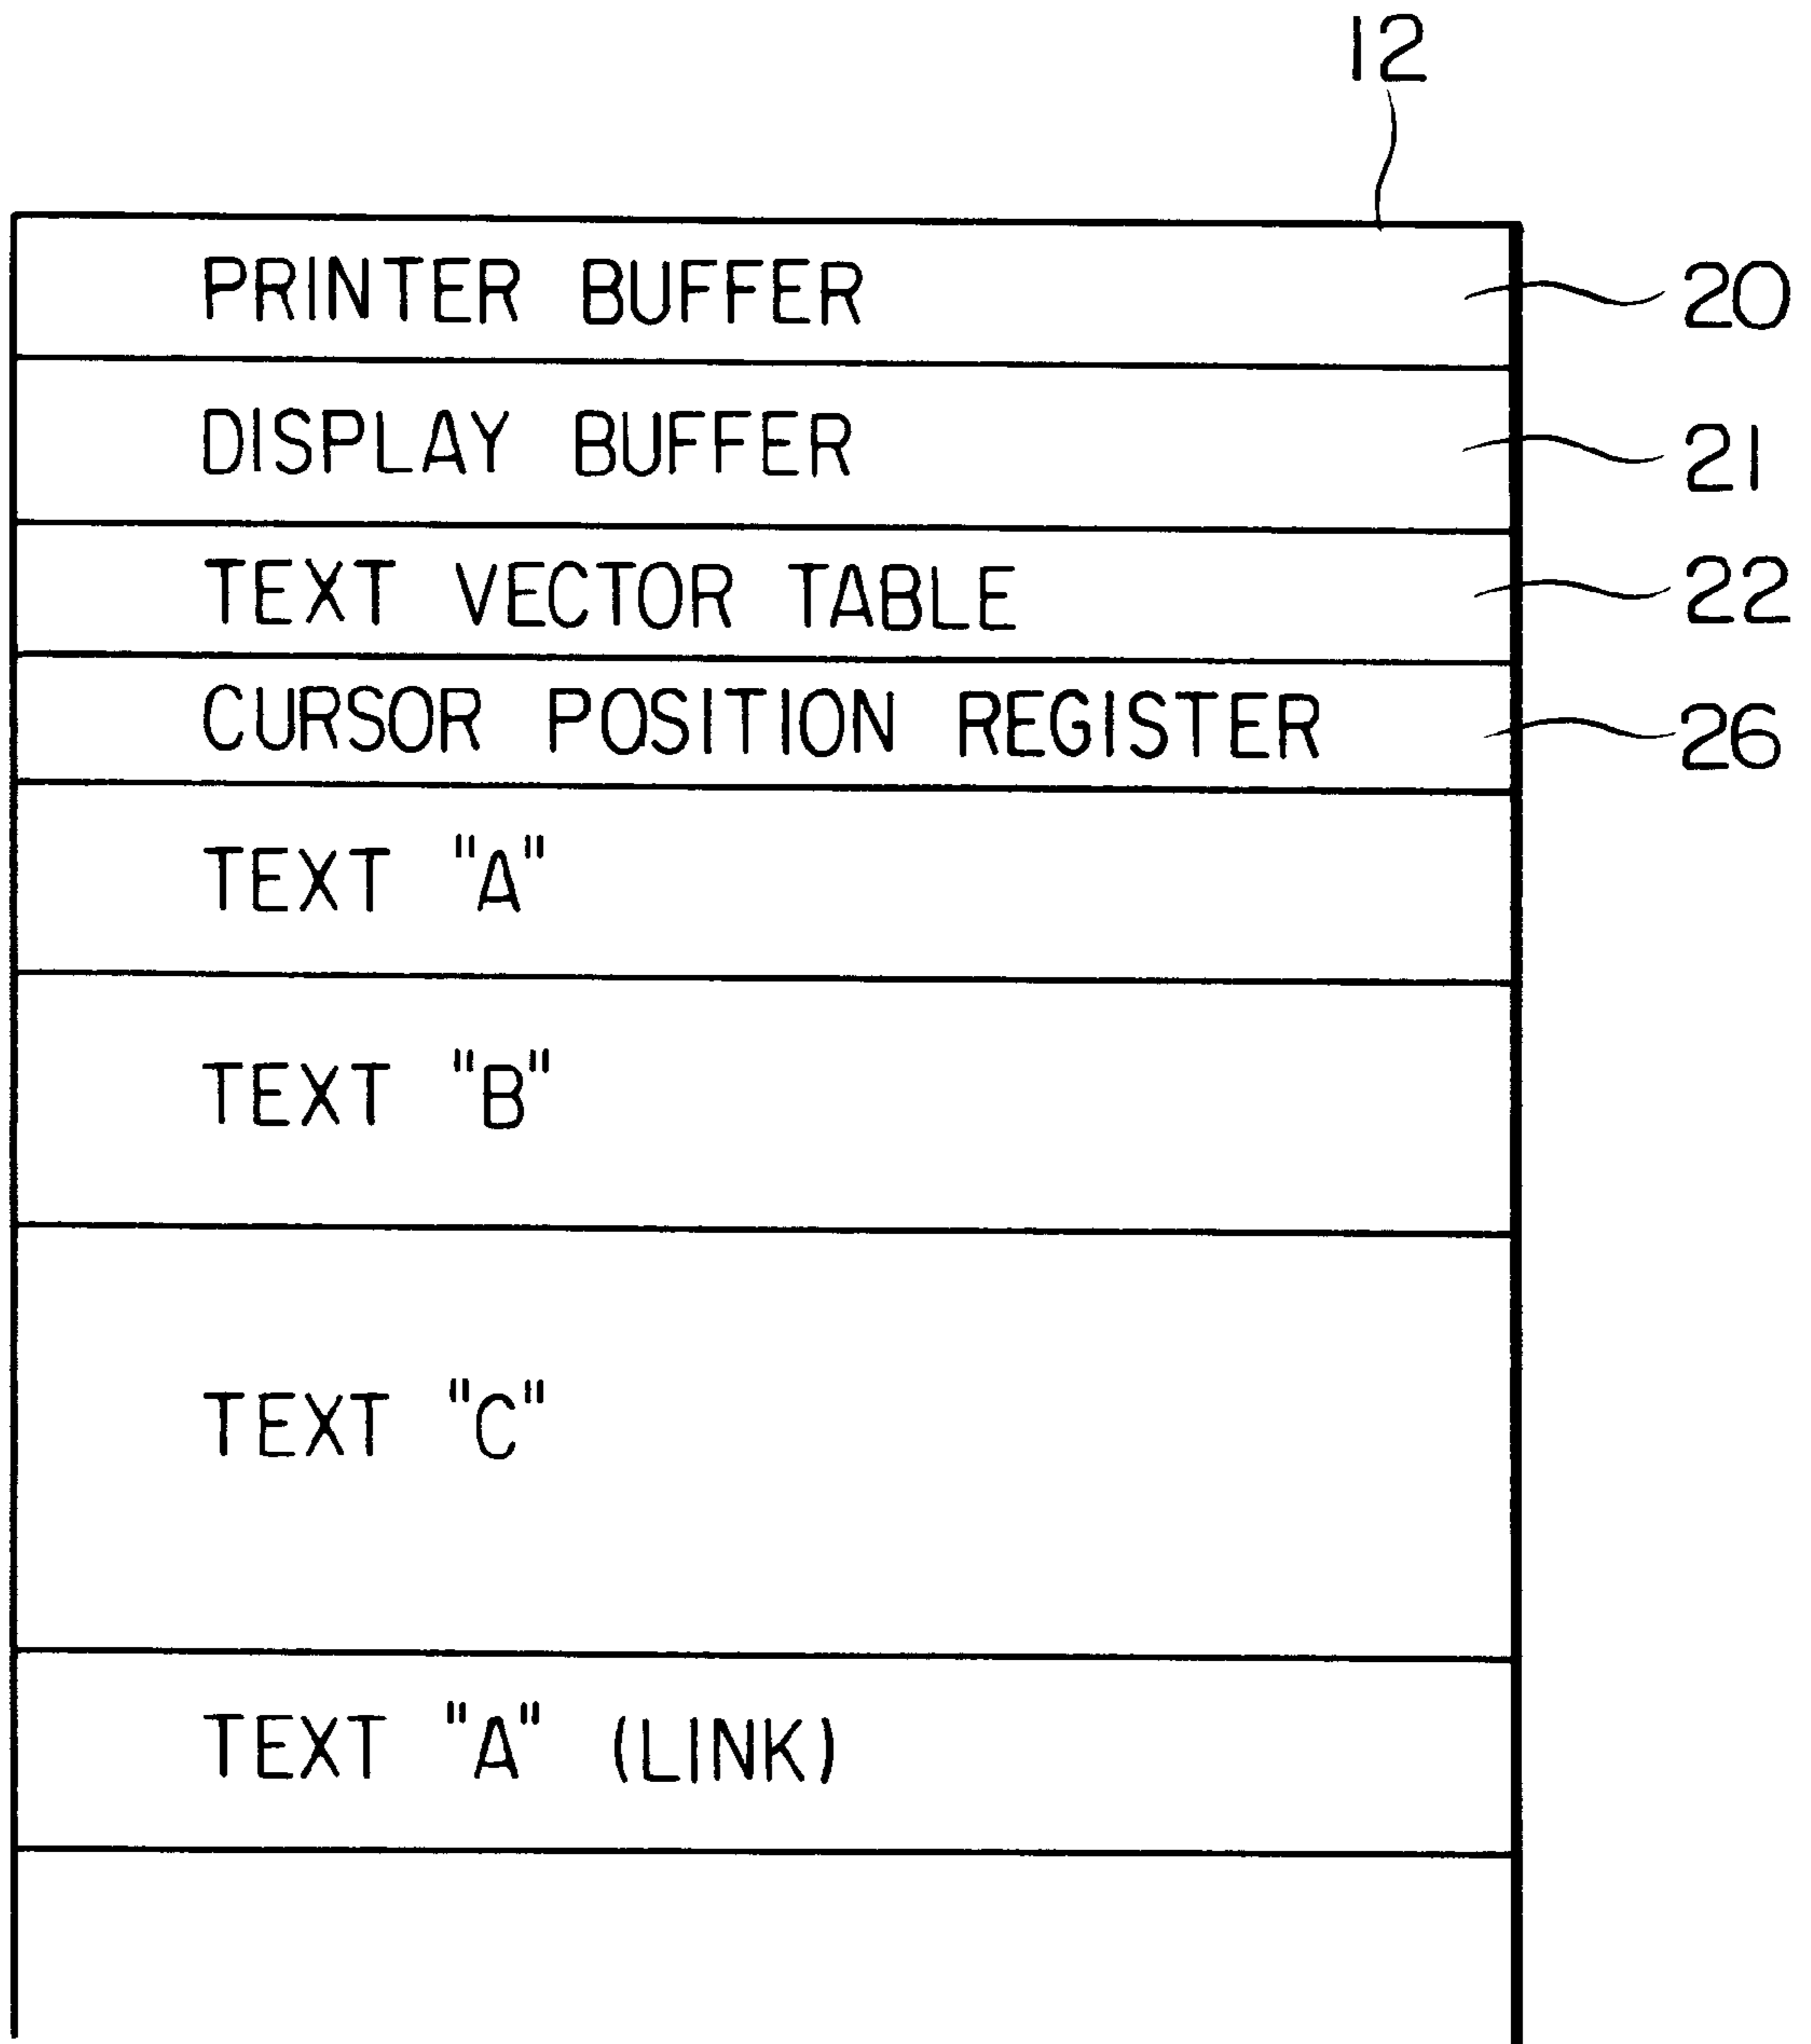 12
PRINTER BUFFER 20
DISPLAY BUFFER 21
TEXT VECTOR TABLE 22
CURSOR POSITION REGISTER 26
TEXT "A"
TEXT "B"
TEXT "C"
TEXT "A" (LINK)